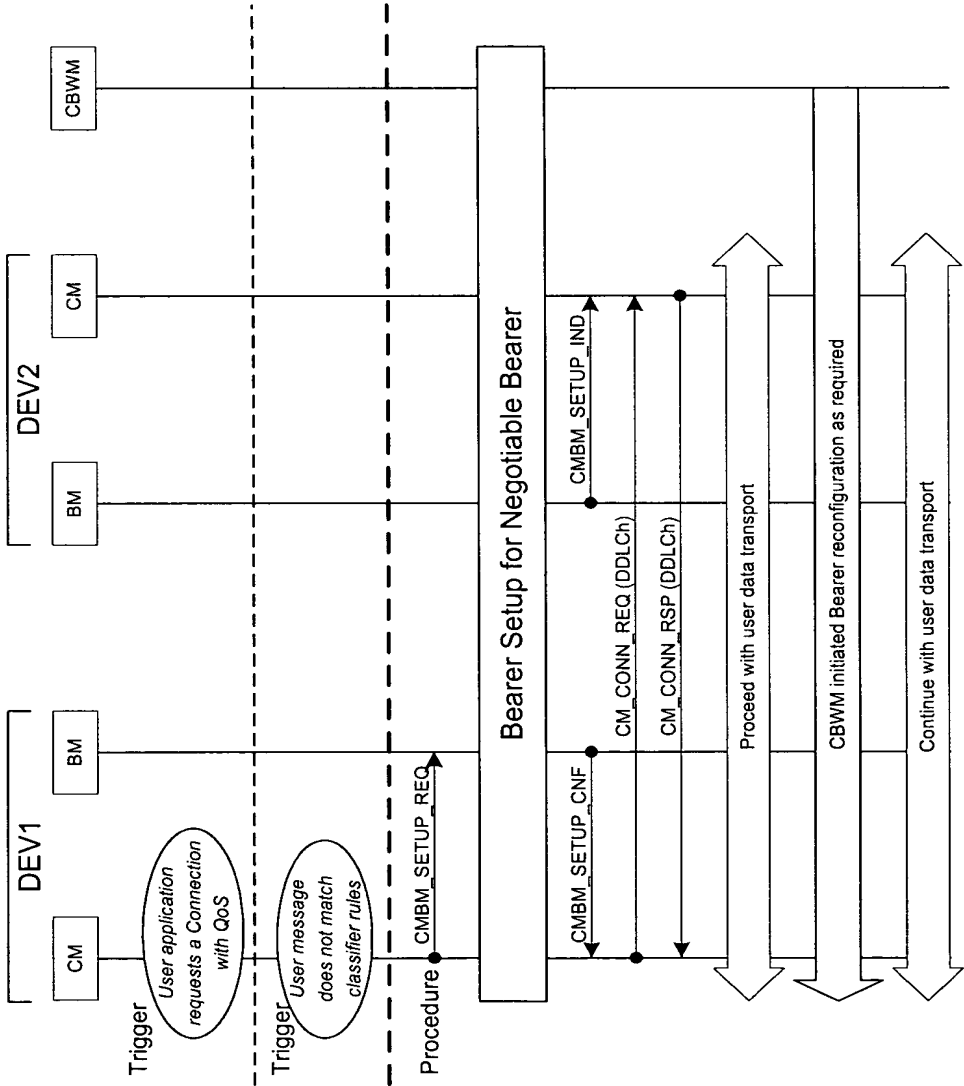 DEV1
DEV2
CM
BM
BM
CM
CBWM
Trigger
User application
requests a Connection
with QoS
Trigger
User message
does not match
classifier rules
Procedure
CMBM_SETUP_REQ
Bearer Setup for Negotiable Bearer
CMBM_SETUP_CNF
CMBM_SETUP_IND
CM_CONN_REQ (DDLCh)
CM_CONN_RSP (DDLCh)
Proceed with user data transport
CBWM initiated Bearer reconfiguration as required
Continue with user data transport